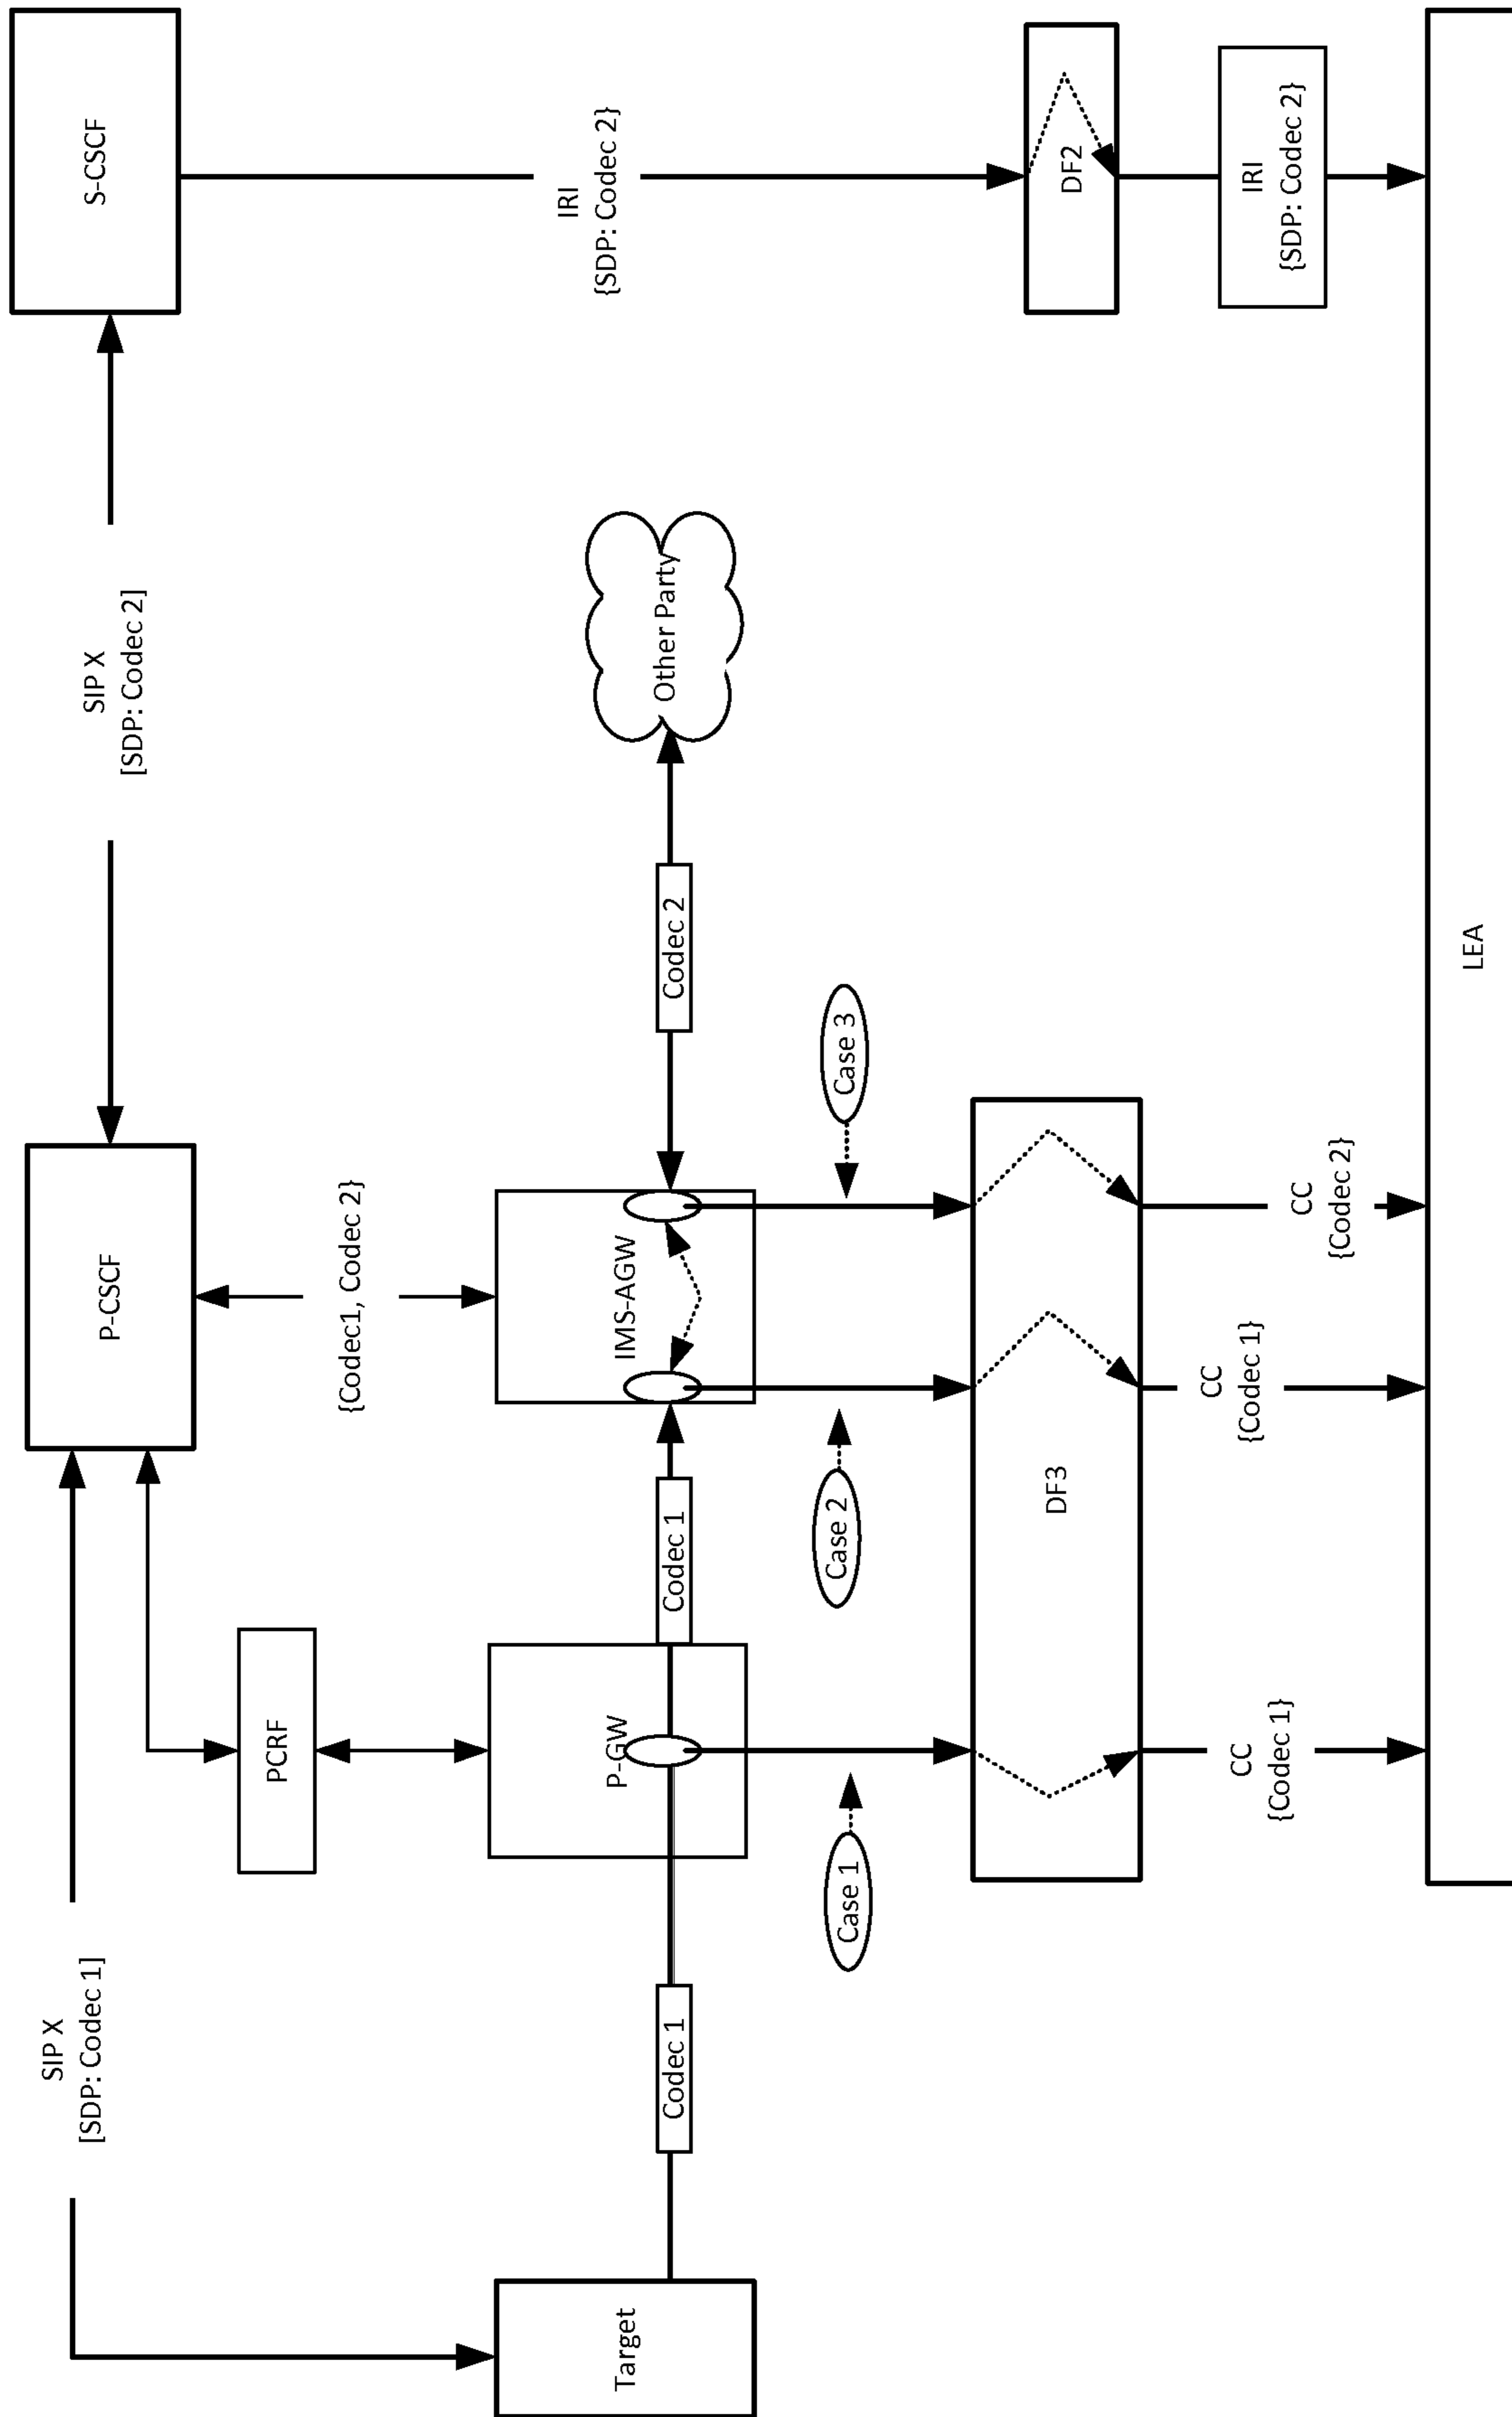 SIP X
[SDP: Codec 1]
SIP X
[SDP: Codec 2]
P-CSCF
S-CSCF
PCRF
{Codec1, Codec 2}
IRI
{SDP: Codec 2}
Target
Codec 1
P-GW
Codec 1
IMS-AGW
Codec 2
Other Party
Case 1
Case 2
Case 3
DF3
DF2
CC
{Codec 1}
CC
{Codec 1}
CC
{Codec 2}
IRI
{SDP: Codec 2}
LEA